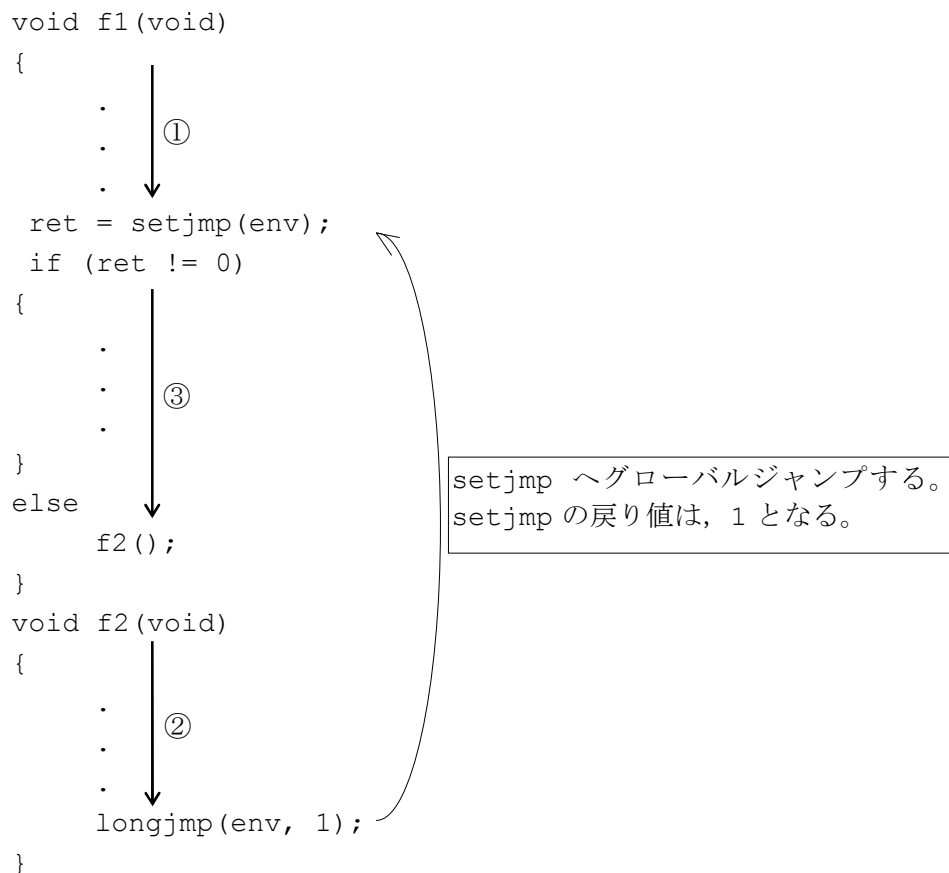 void f1(void)
{
.
.
①
.
ret = setjmp(env);
if (ret != 0)
{
.
.
③
.
}
else
f2();
}
setjmp へグローバルジャンプする。
setjmp の戻り値は, 1 となる。
void f2(void)
{
.
②
.
.
longjmp(env, 1);
}